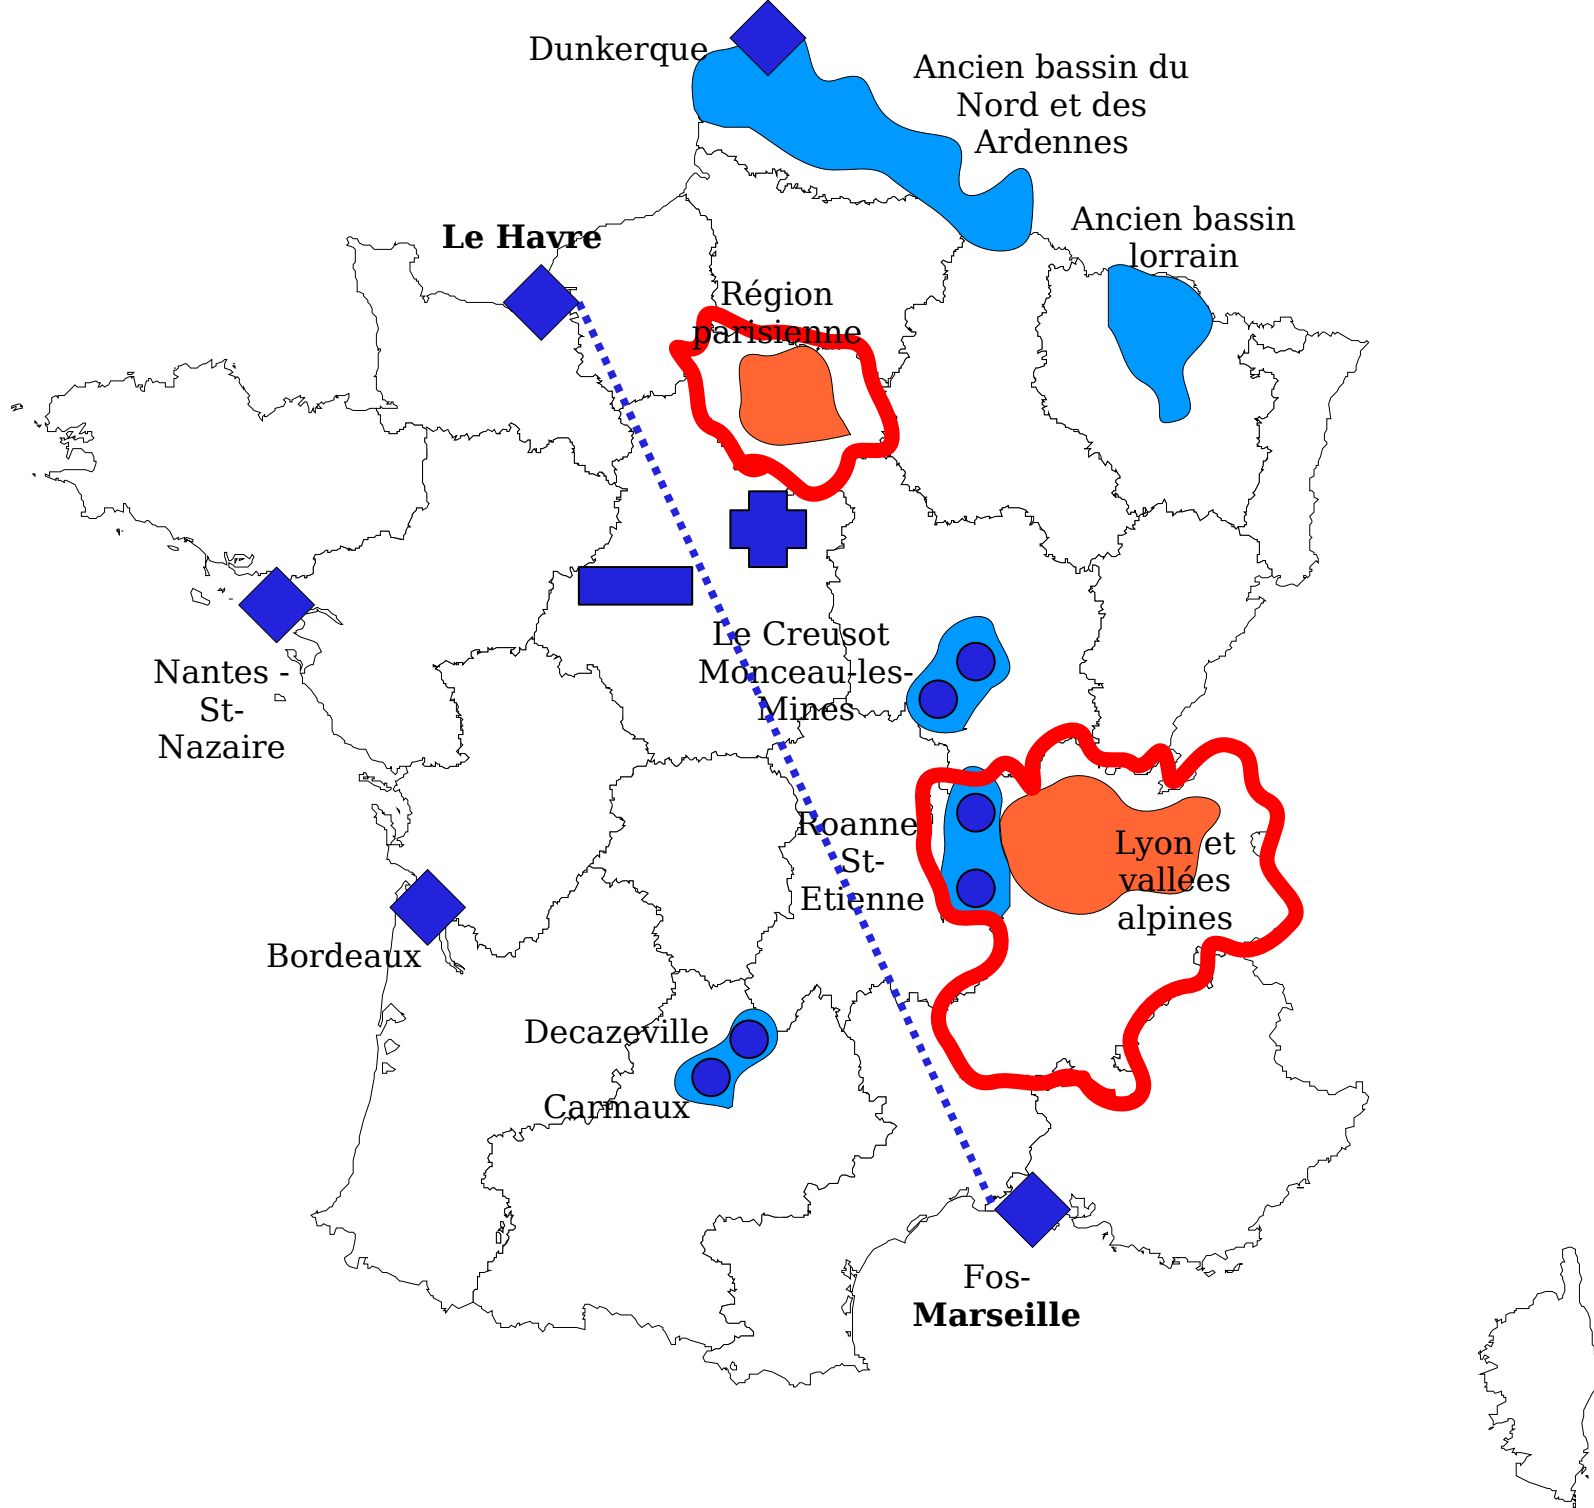 Dunkerque
Ancien bassin du
Nord et des
Ardennes
Ancien bassin
lorrain
Le Havre
Région
parisienne
Le Creusot
Monceau-les-
Mines
Nantes -
St-
Nazaire
Roanne
St-
Etienne
Lyon et
vallées
alpines
Bordeaux
Decazeville
Carmaux
Fos-
Marseille